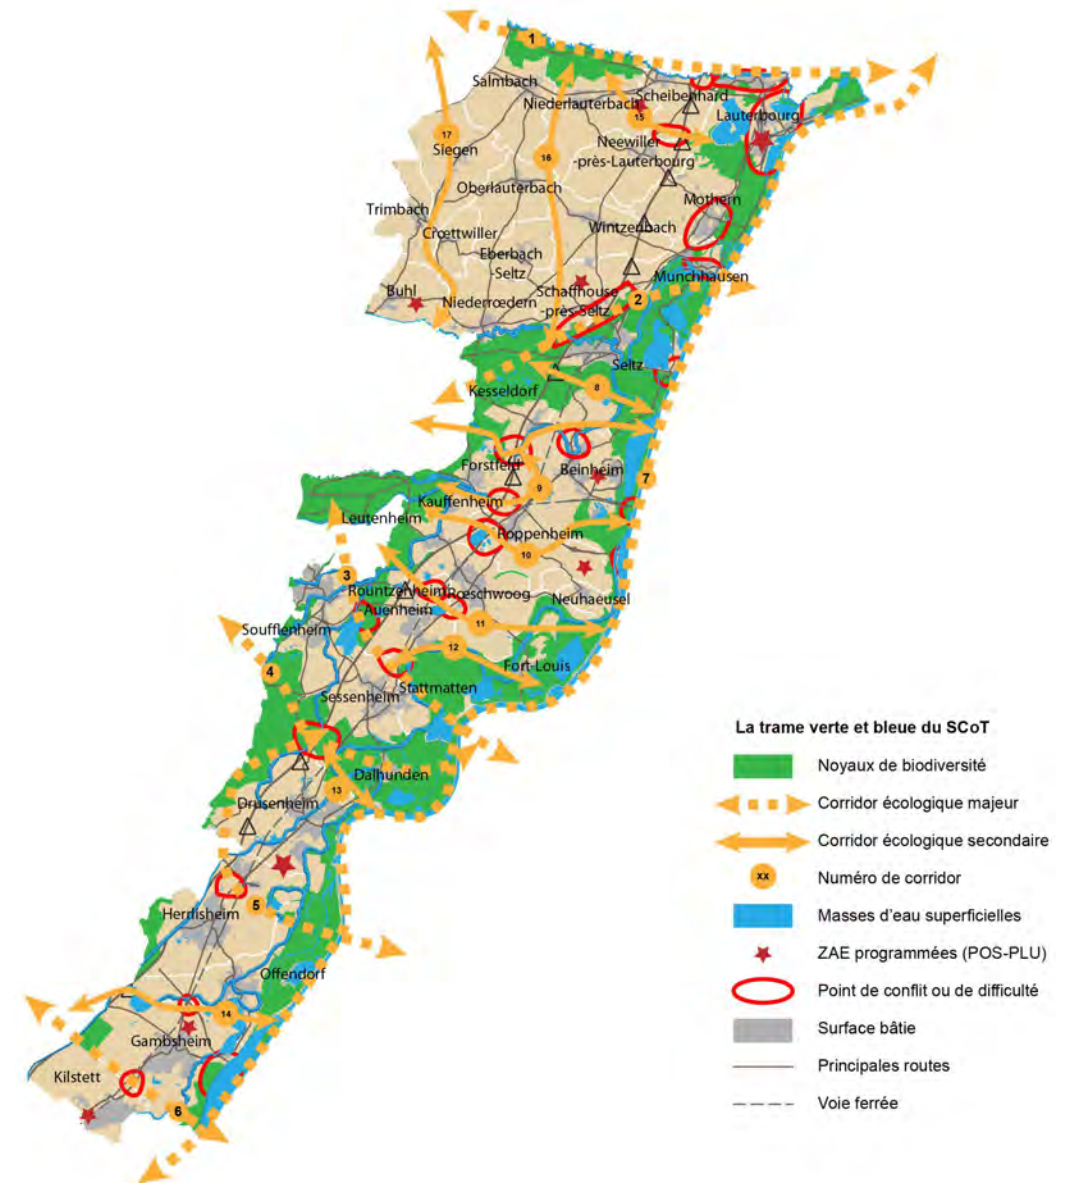 1
Salmbach
Niederlauterbach
Scheibenhard
15
Lauterbourg
17
Siegen
16
Neewiller
-près-Lauterbourg
Oberlauterbach
Mothern
Trimbach
Crœttwiller
Wintzenbach
Eberbach
-Seltz
Munchhausen
Buhl
Niederrœdern
Schaffhouse
-près-Seltz
2
Seltz
Kesseldorf
8
Forstfeld
Beinheim
7
9
Kauffenheim
Leutenheim
Roppenheim
10
3
Rountzenheim
Rœschwoog
Neuhaeusel
Auenheim
11
Soufflenheim
12
4
Fort-Louis
Stattmatten
Sessenheim
Dalhunden
13
Drusenheim
5
Herrlisheim
Offendorf
14
Gambsheim
Kilstett
6
La trame verte et bleue du SCoT
Noyaux de biodiversité
Corridor écologique majeur
Corridor écologique secondaire
xx Numéro de corridor
Masses d'eau superficielles
ZAE programmées (POS-PLU)
Point de conflit ou de difficulté
Surface bâtie
Principales routes
Voie ferrée